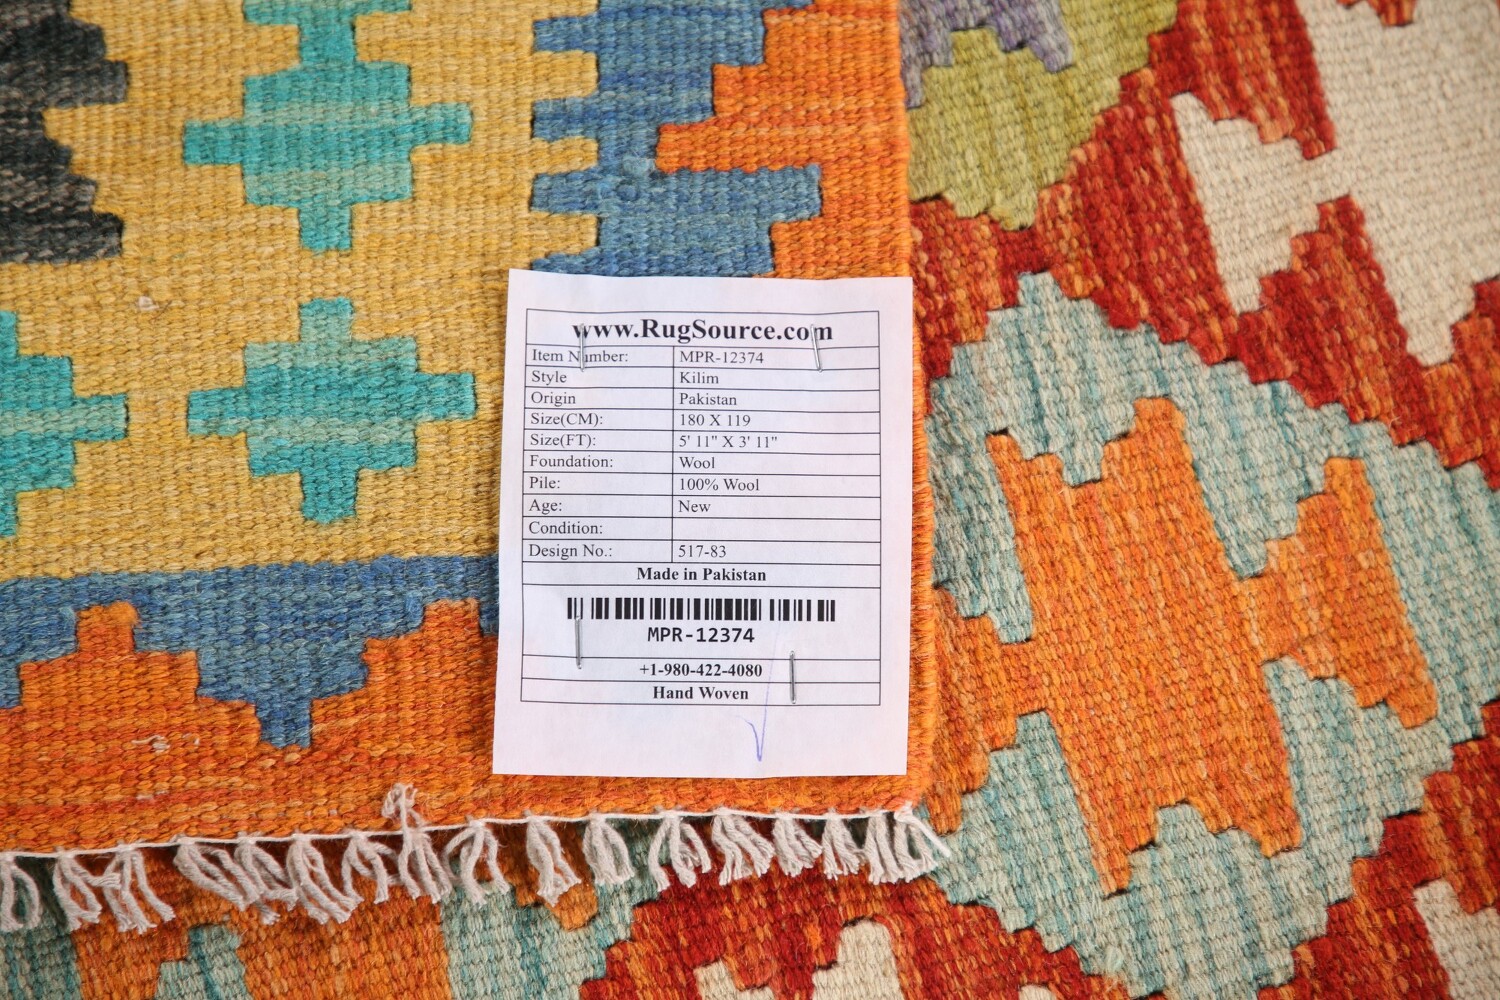 www.RugSource.com
Item Number: MPR-12374
Style Kilim
Origin Pakistan
Size(CM): 180 X 119
Size(FT): 5' 11" X 3' 11"
Foundation: Wool
Pile: 100% Wool
Age: New
Condition:
Design No.: 517-83
Made in Pakistan
MPR-12374
+1-980-422-4080
Hand Woven